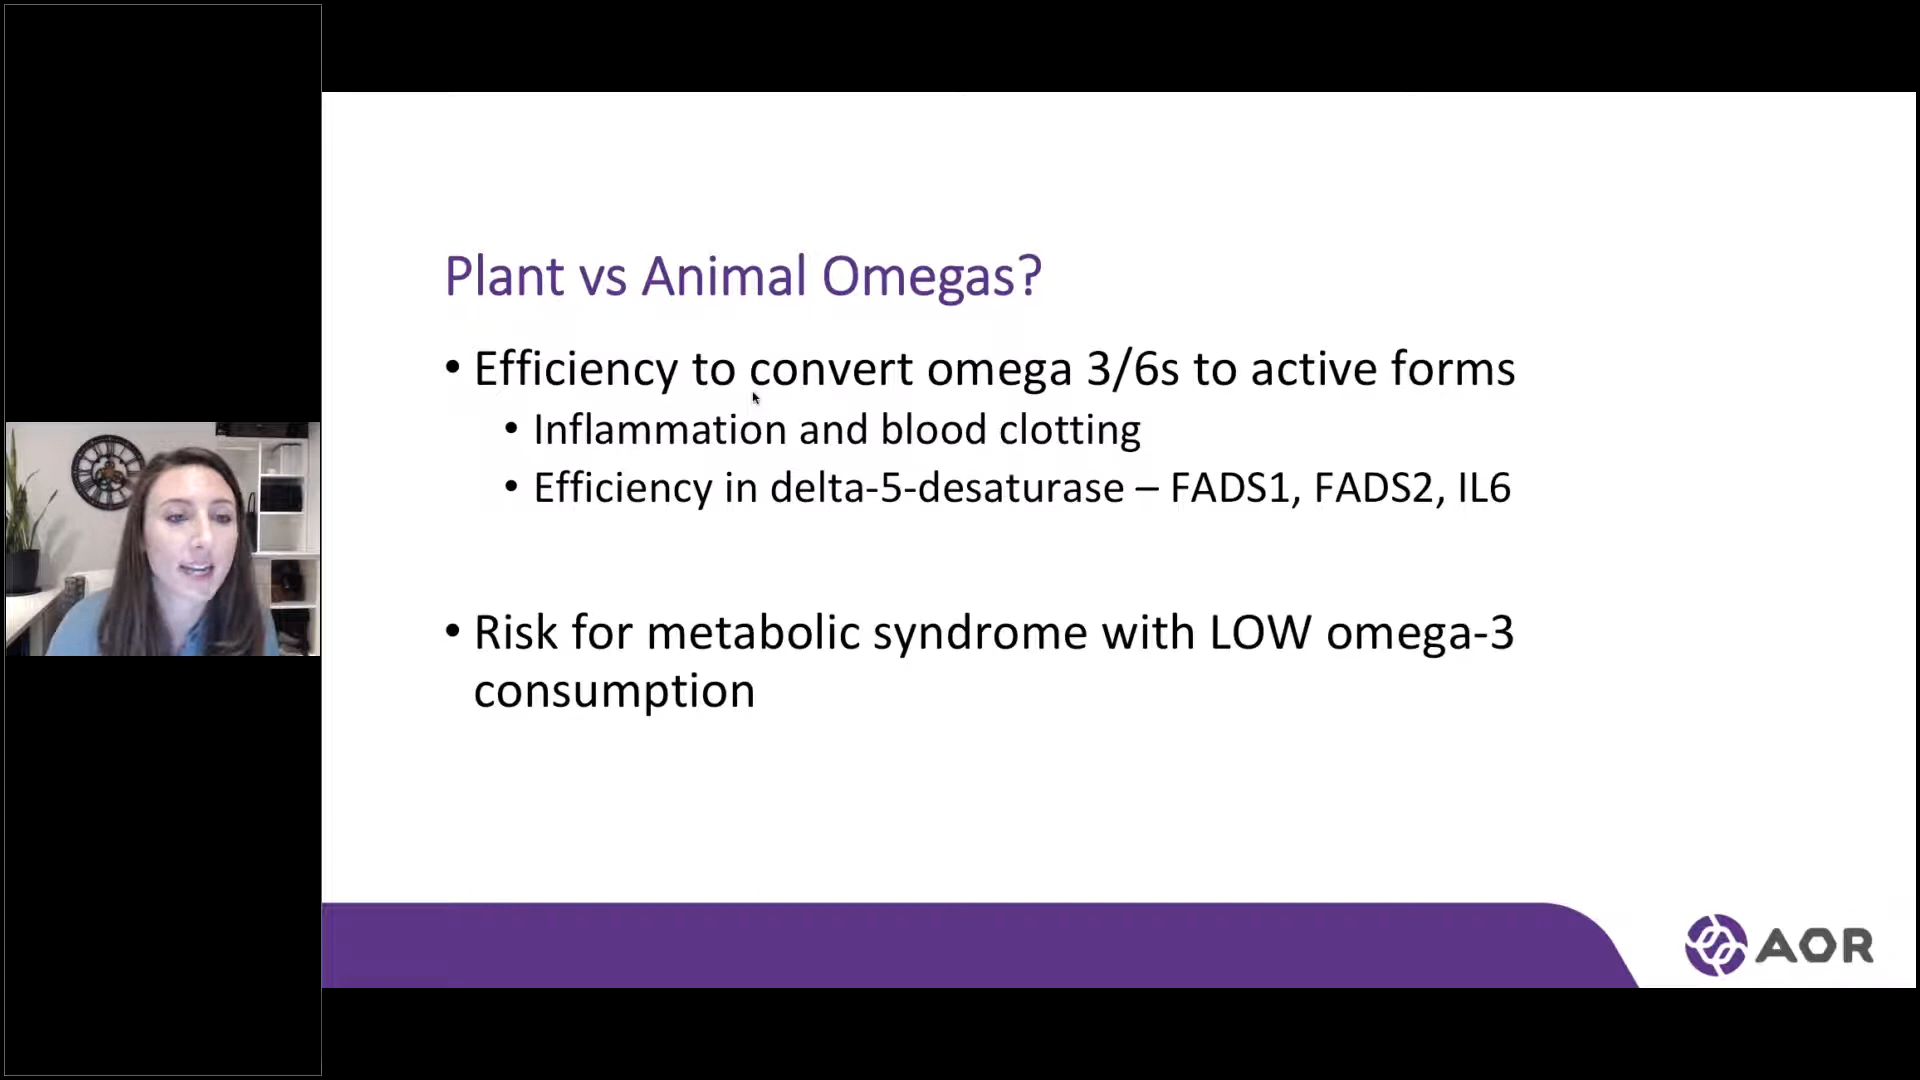 Plant vs Animal Omegas?
• Efficiency to convert omega 3/6s to active forms
• Inflammation and blood clotting
• Efficiency in delta-5-desaturase – FADS1, FADS2, IL6
• Risk for metabolic syndrome with LOW omega-3
consumption
AOR